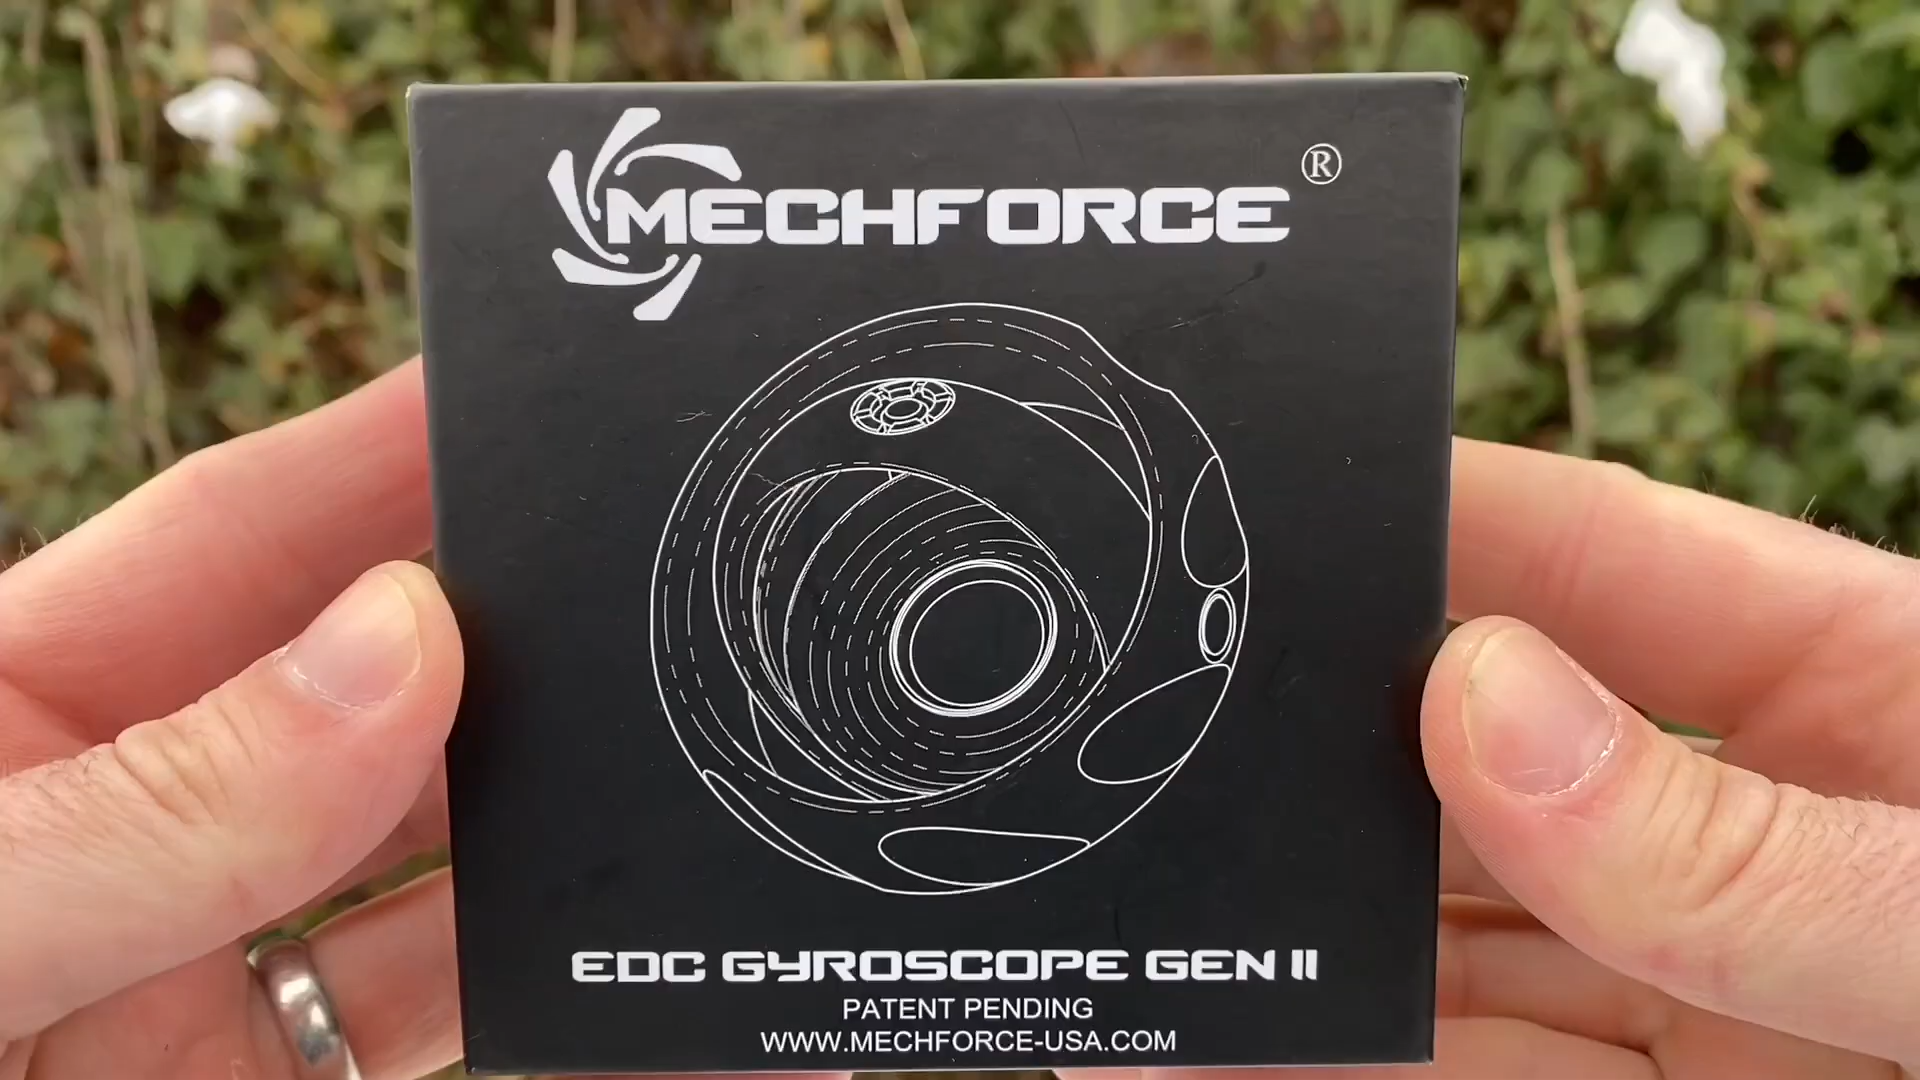 MECHFORCE ®
EDC GYROSCOPE GEN II
PATENT PENDING
WWW.MECHFORCE-USA.COM